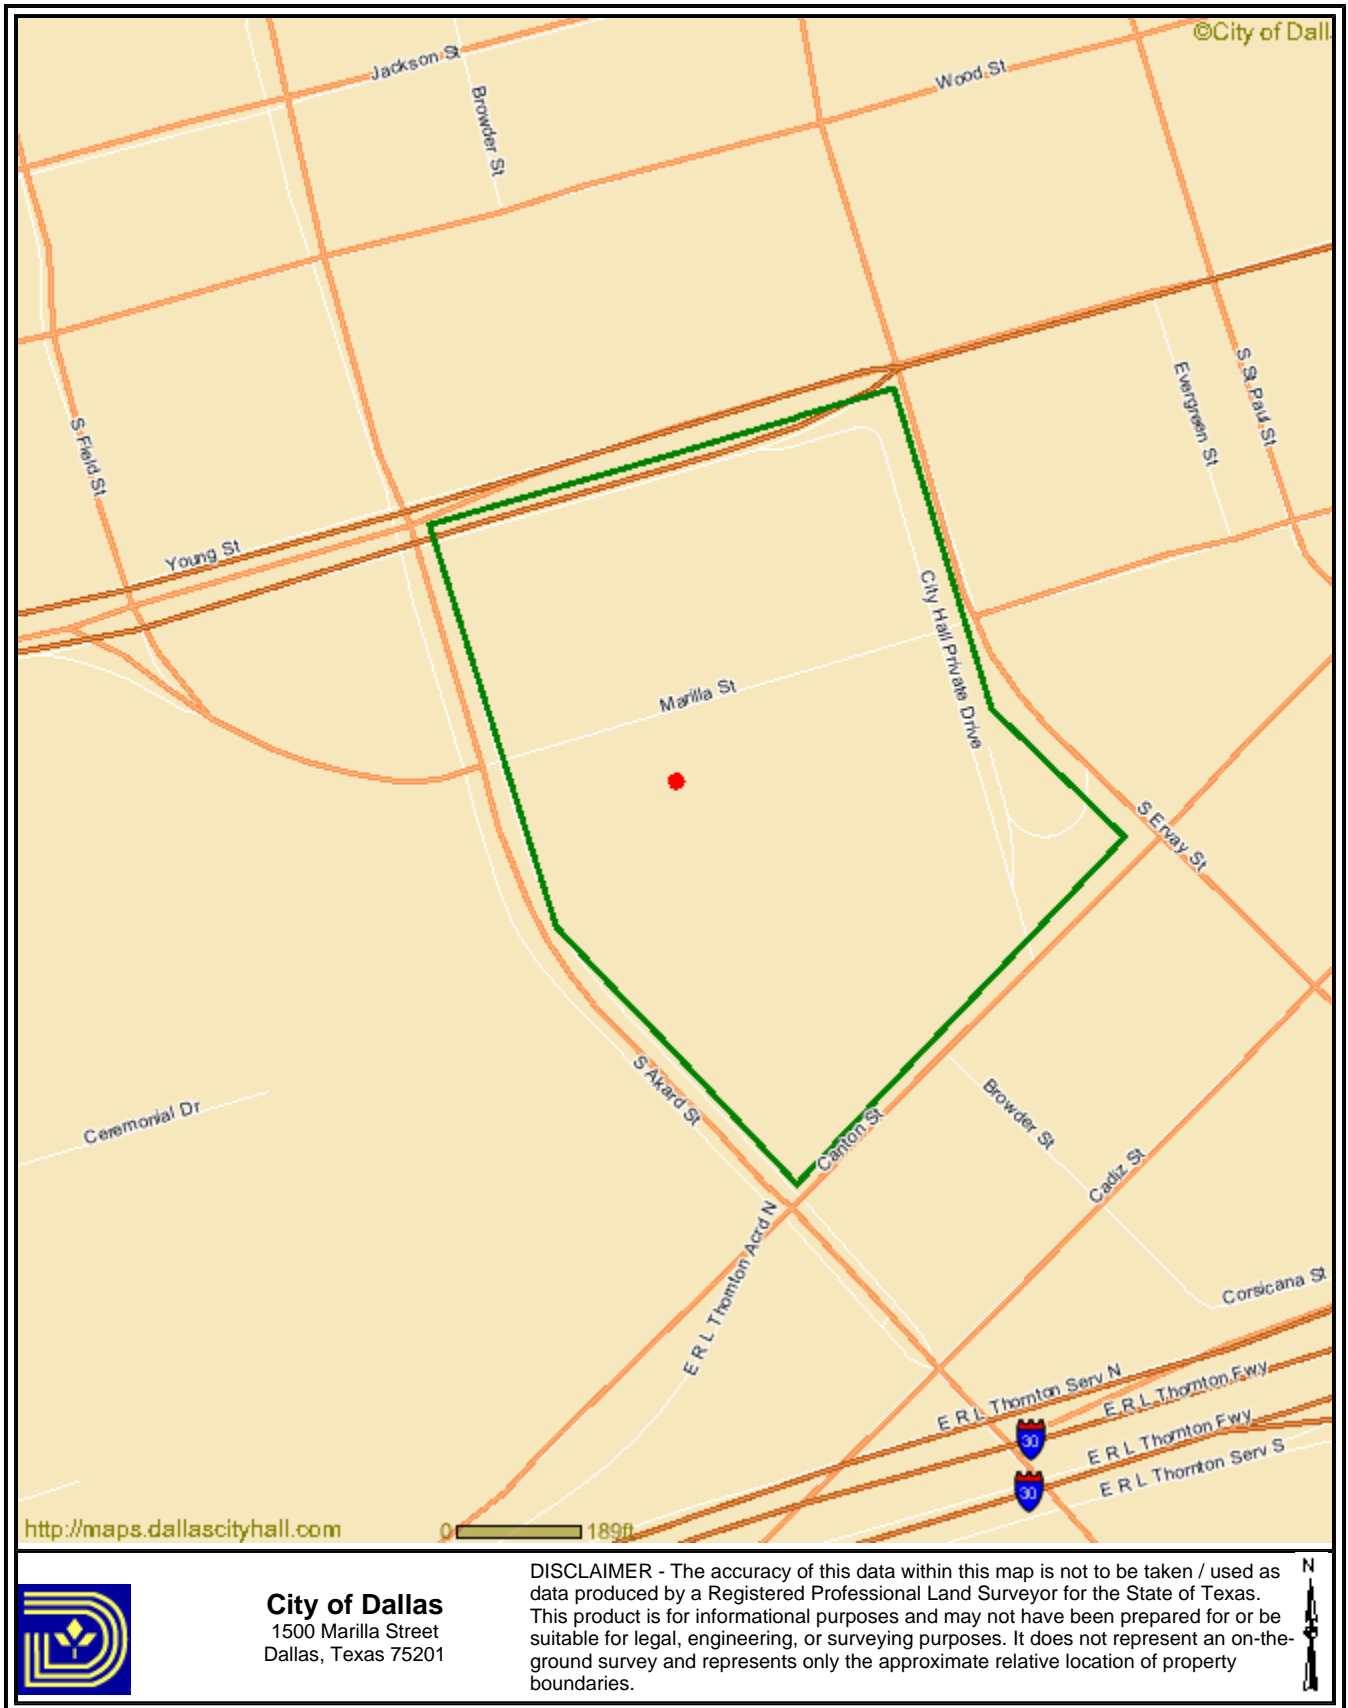 ©City of Dall
Jackson St
Wood St
Browder St
S Field St
Evergreen St
S St Paul St
Young St
City Hall Private Drive
Marilla St
S Ervay St
S Akard St
Browder St
Ceremonial Dr
Canton St
Cadiz St
E R L Thornton Acrd N
Corsicana St
E R L Thornton Serv N
E R L Thornton Fwy
30
E R L Thornton Fwy
E R L Thornton Serv S
30
http://maps.dallascityhall.com
0 189ft
City of Dallas
1500 Marilla Street
Dallas, Texas 75201
DISCLAIMER - The accuracy of this data within this map is not to be taken / used as
data produced by a Registered Professional Land Surveyor for the State of Texas.
This product is for informational purposes and may not have been prepared for or be
suitable for legal, engineering, or surveying purposes. It does not represent an on-the-
ground survey and represents only the approximate relative location of property
boundaries.
N